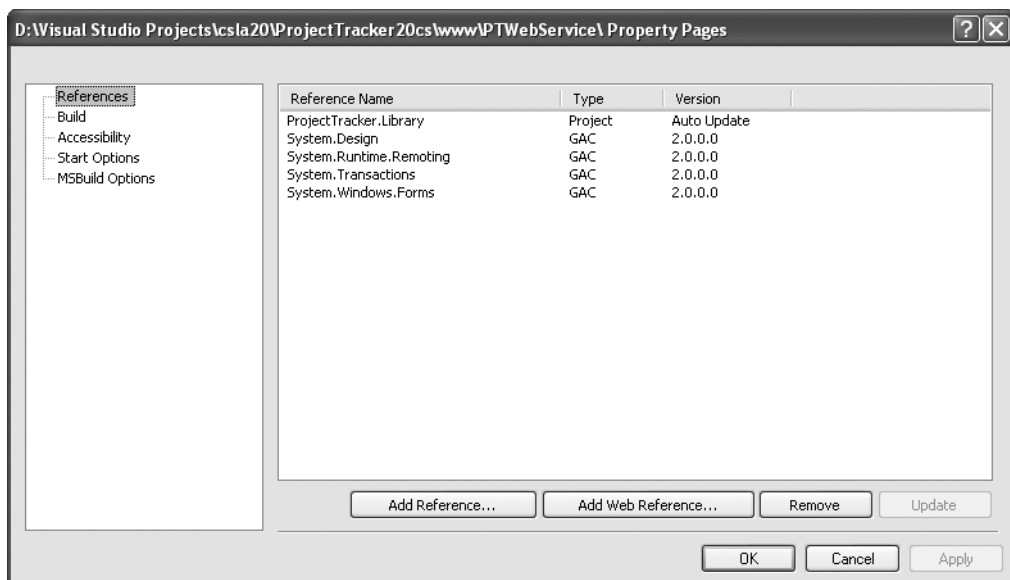 D:\Visual Studio Projects\csla20\ProjectTracker20cs\www\PTWebService\ Property Pages
References
Build
Accessibility
Start Options
MSBuild Options
Reference Name Type Version
ProjectTracker.Library Project Auto Update
System.Design GAC 2.0.0.0
System.Runtime.Remoting GAC 2.0.0.0
System.Transactions GAC 2.0.0.0
System.Windows.Forms GAC 2.0.0.0
Add Reference... Add Web Reference... Remove Update
OK Cancel Apply